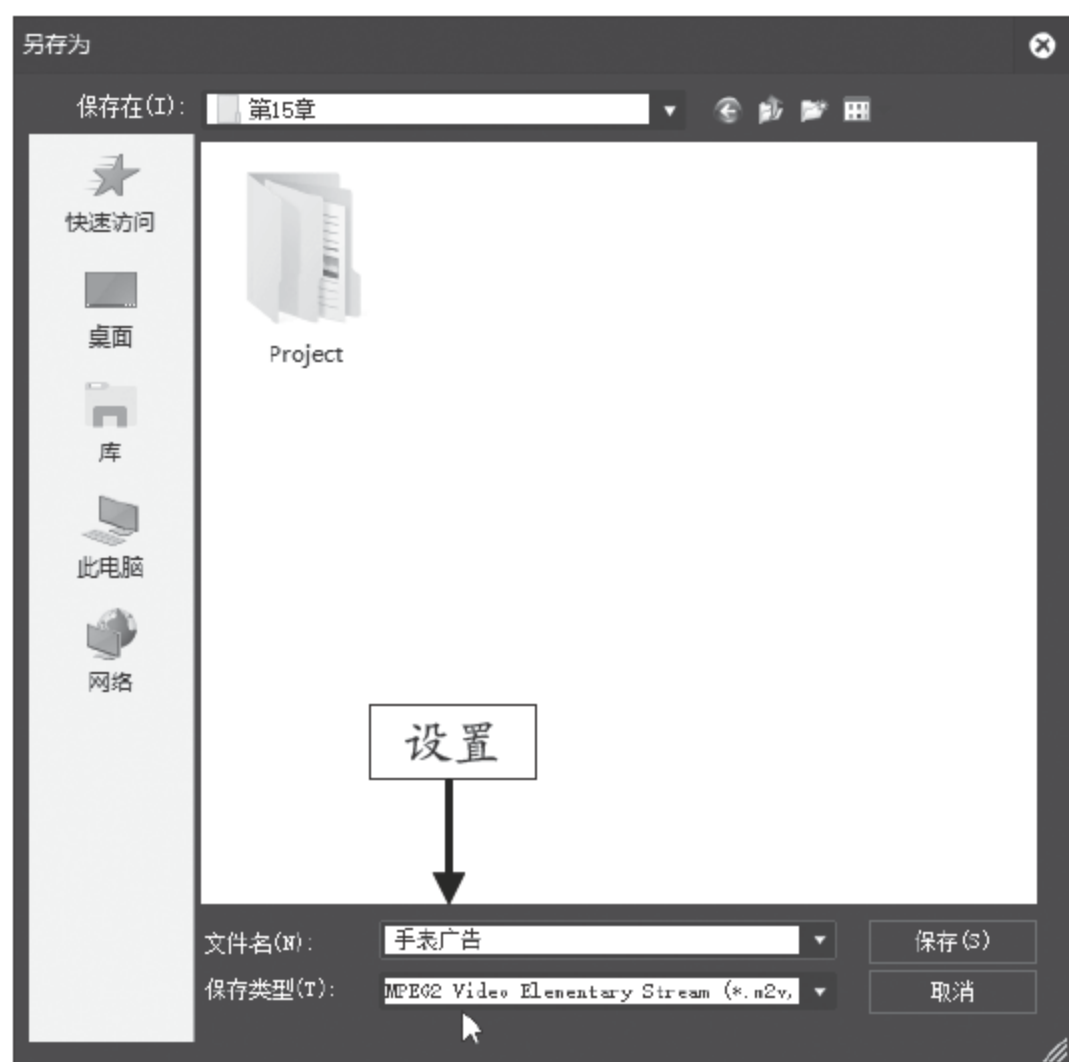 另存为
保存在(I):
第15章
快速访问
桌面
库
此电脑
网络
Project
设置
文件名(N):
手表广告
保存(S)
保存类型(T):
MPEG2 Video Elementary Stream (*.m2v,
取消